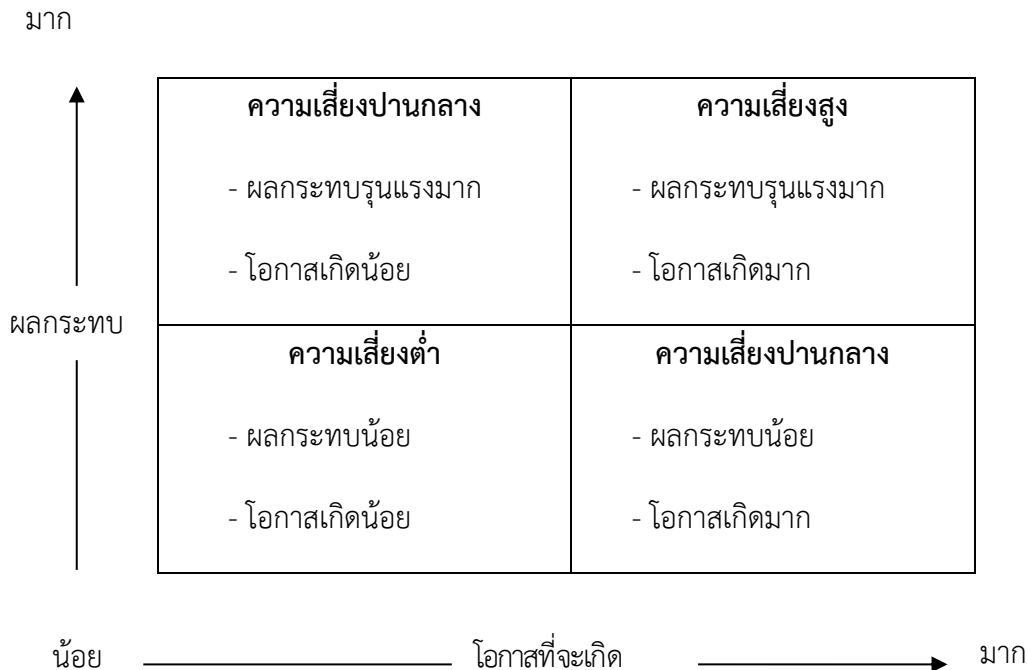 มาก
ความเสี่ยงปานกลาง ความเสี่ยงสูง
- ผลกระทบรุนแรงมาก - ผลกระทบรุนแรงมาก
- โอกาสเกิดน้อย - โอกาสเกิดมาก
ผลกระทบ
ความเสี่ยงต่ำ ความเสี่ยงปานกลาง
- ผลกระทบน้อย - ผลกระทบน้อย
- โอกาสเกิดน้อย - โอกาสเกิดมาก
น้อย โอกาสที่จะเกิด มาก